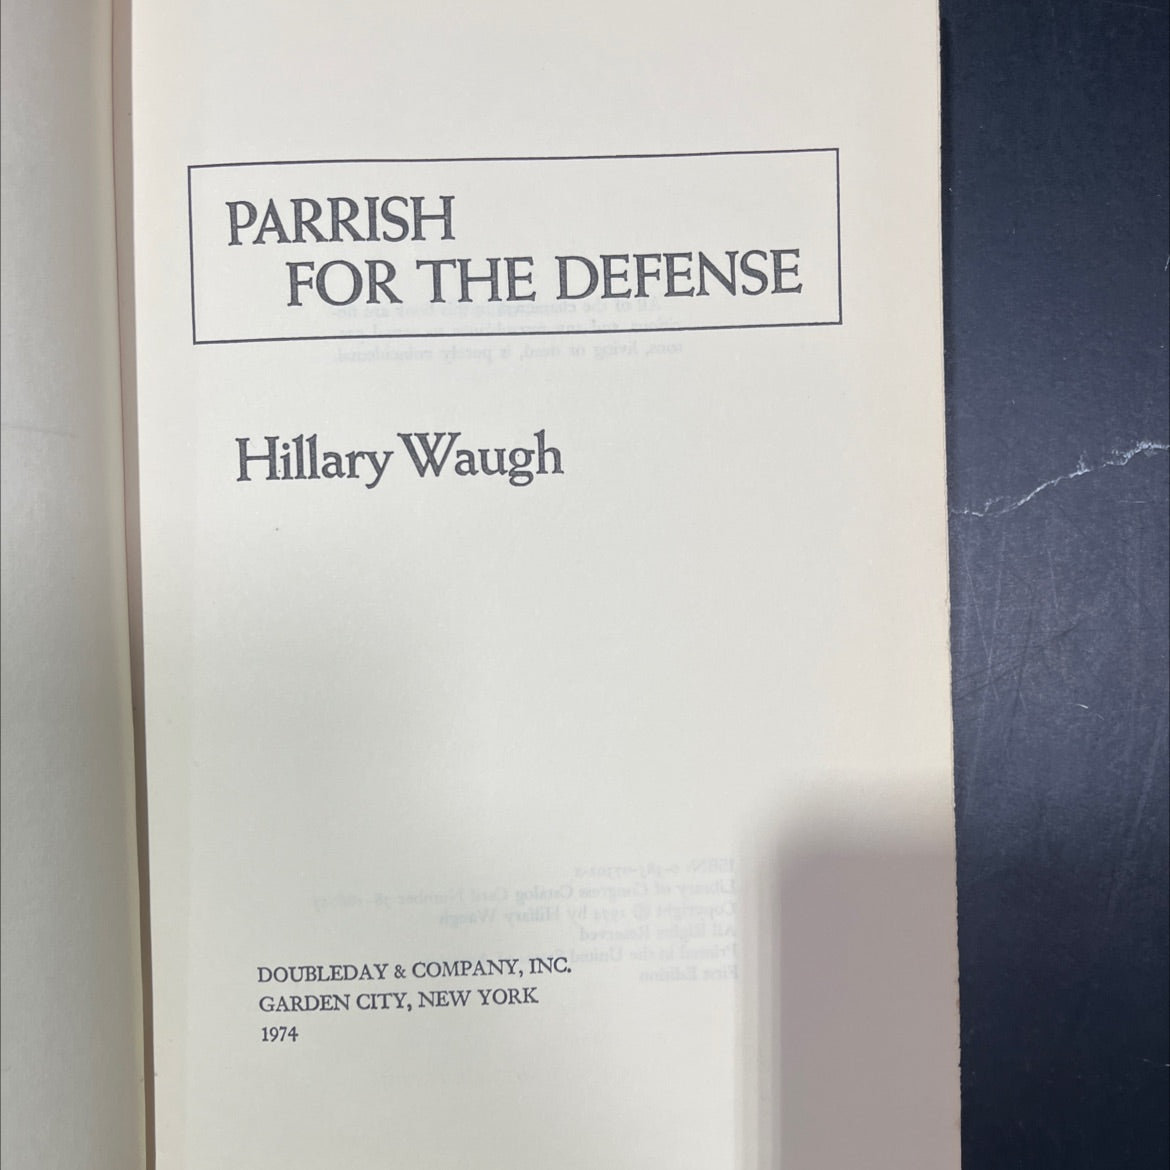 PARRISH
FOR THE DEFENSE
Hillary Waugh
DOUBLEDAY & COMPANY, INC.
GARDEN CITY, NEW YORK
1974